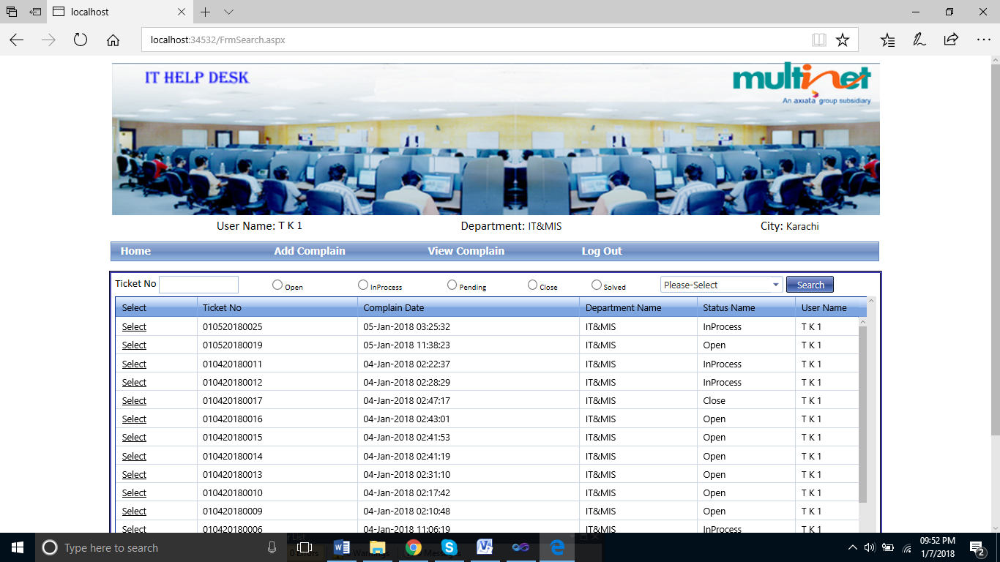 localhost
localhost:34532/FrmSearch.aspx
IT HELP DESK
multinet
An axiata group subsidiary
User Name: T K 1 Department: IT&MIS City: Karachi
Home Add Complain View Complain Log Out
Ticket No Open InProcess Pending Close Solved Please-Select Search
Select Ticket No Complain Date Department Name Status Name User Name
Select 010520180025 05-Jan-2018 03:25:32 IT&MIS InProcess T K 1
Select 010520180019 05-Jan-2018 11:38:23 IT&MIS Open T K 1
Select 010420180011 04-Jan-2018 02:22:37 IT&MIS InProcess T K 1
Select 010420180012 04-Jan-2018 02:28:29 IT&MIS InProcess T K 1
Select 010420180017 04-Jan-2018 02:47:17 IT&MIS Close T K 1
Select 010420180016 04-Jan-2018 02:43:01 IT&MIS Open T K 1
Select 010420180015 04-Jan-2018 02:41:53 IT&MIS Open T K 1
Select 010420180014 04-Jan-2018 02:41:19 IT&MIS Open T K 1
Select 010420180013 04-Jan-2018 02:31:10 IT&MIS Open T K 1
Select 010420180010 04-Jan-2018 02:17:42 IT&MIS Open T K 1
Select 010420180009 04-Jan-2018 02:10:48 IT&MIS Open T K 1
Select 010420180006 04-Jan-2018 11:06:19 IT&MIS InProcess T K 1
Type here to search
0 Errors
09:52 PM
1/7/2018
2